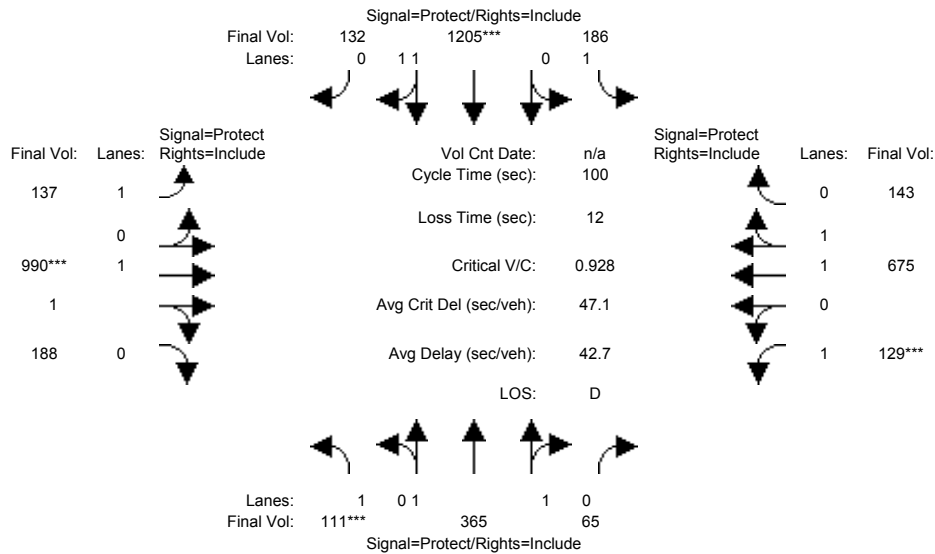 Signal=Protect/Rights=Include
Final Vol: 132 1205*** 186
Lanes: 0 1 1 0 1
Signal=Protect
Final Vol: Lanes: Rights=Include
Vol Cnt Date: n/a
Signal=Protect
Rights=Include Lanes: Final Vol:
Cycle Time (sec): 100
137 1
0 143
Loss Time (sec): 12
0
1
990*** 1
Critical V/C: 0.928
1 675
1
Avg Crit Del (sec/veh): 47.1
0
188 0
Avg Delay (sec/veh): 42.7
1 129***
LOS: D
Lanes: 1 0 1 1 0
Final Vol: 111*** 365 65
Signal=Protect/Rights=Include